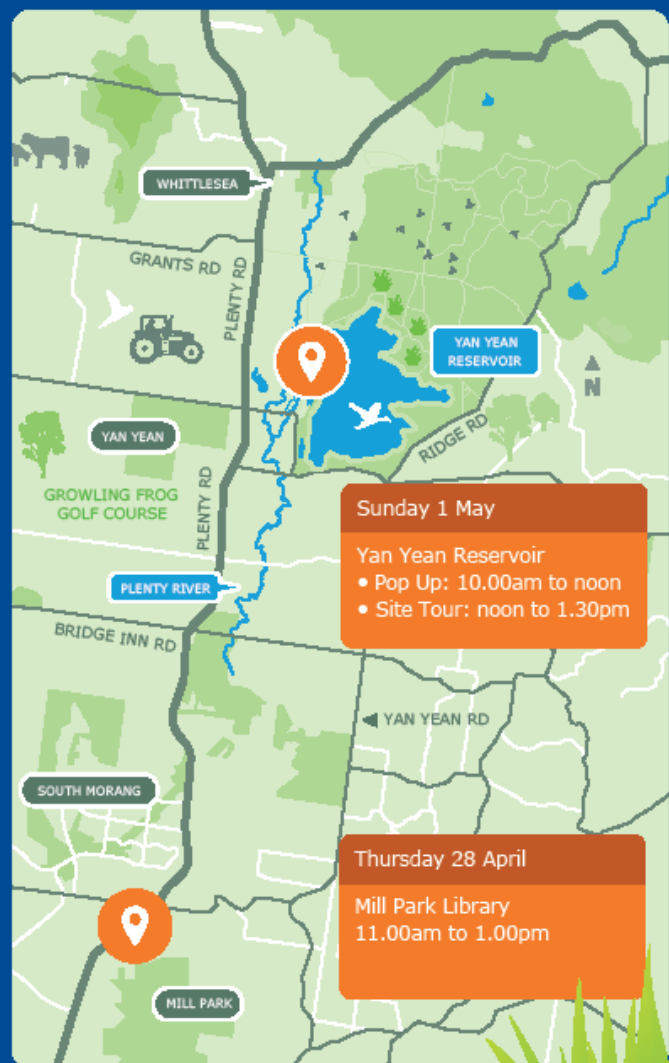 WHITTLESEA
GRANTS RD
PLENTY RD
YAN YEAN
RESERVOIR
N
RIDGE RD
YAN YEAN
GROWLING FROG
GOLF COURSE
PLENTY RD
Sunday 1 May
Yan Yean Reservoir
• Pop Up: 10.00am to noon
• Site Tour: noon to 1.30pm
PLENTY RIVER
BRIDGE INN RD
YAN YEAN RD
SOUTH MORANG
Thursday 28 April
Mill Park Library
11.00am to 1.00pm
MILL PARK